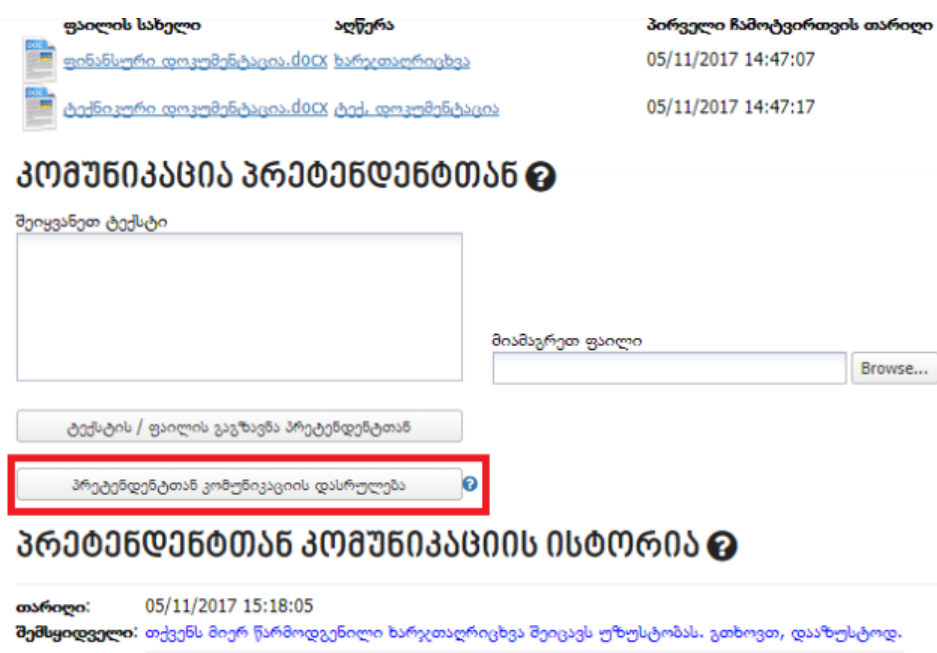 ფაილის სახელი აღწერა პირველი ჩამოტვირთვის თარიღი
ფინანსური დოკუმენტაცია.docx ხარჯთაღრიცხვა 05/11/2017 14:47:07
ტექნიკური დოკუმენტაცია.docx ტექ. დოკუმენტაცია 05/11/2017 14:47:17
კომუნიკაცია პრეტენდენტთან ?
შეიყვანეთ ტექსტი
მიამაგრეთ ფაილი
Browse...
ტექსტის / ფაილის გაგზავნა პრეტენდენტთან
პრეტენდენტთან კომუნიკაციის დასრულება ?
პრეტენდენტთან კომუნიკაციის ისტორია ?
თარიღი: 05/11/2017 15:18:05
შემსყიდველი: თქვენს მიერ წარმოდგენილი ხარჯთაღრიცხვა შეიცავს უზუსტობას. გთხოვთ, დააზუსტოდ.